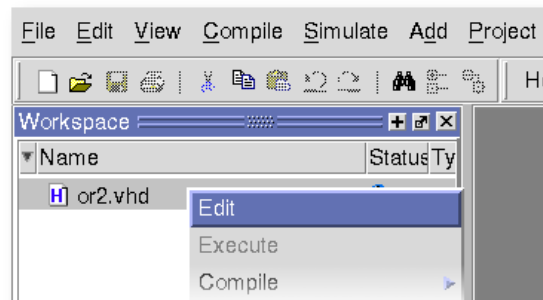 File Edit View Compile Simulate Add Project
Workspace
Name Status Ty
H or2.vhd
Edit
Execute
Compile